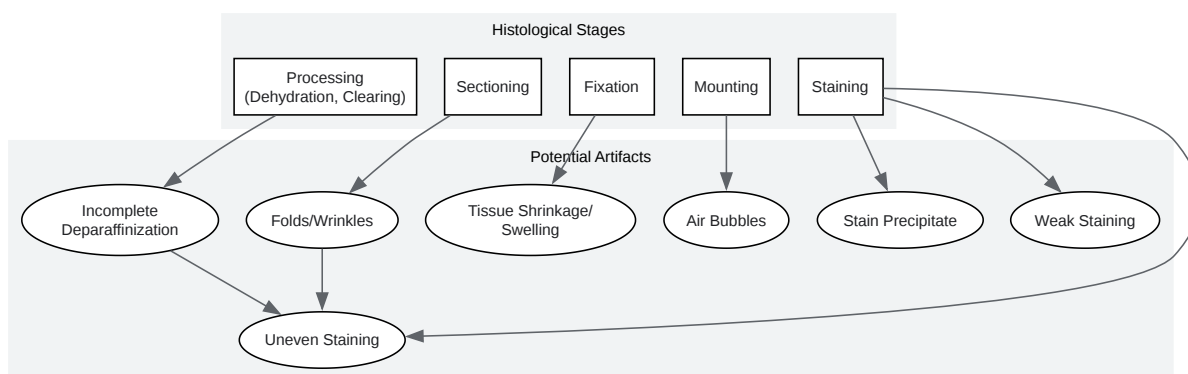 Histological Stages
Processing
(Dehydration, Clearing)
Sectioning
Fixation
Mounting
Staining
Potential Artifacts
Incomplete
Deparaffinization
Folds/Wrinkles
Tissue Shrinkage/
Swelling
Air Bubbles
Stain Precipitate
Weak Staining
Uneven Staining